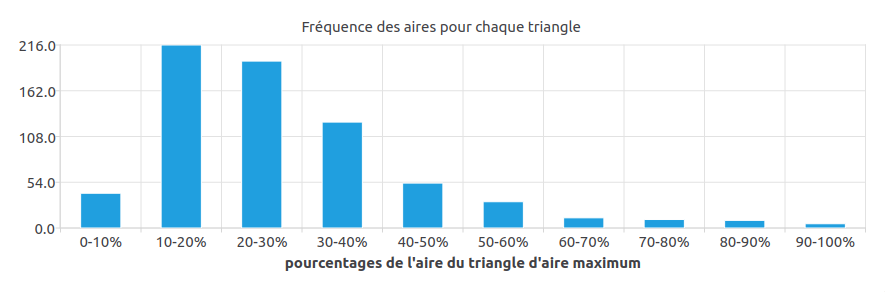 Fréquence des aires pour chaque triangle
216.0
162.0
108.0
54.0
0.0
0-10% 10-20% 20-30% 30-40% 40-50% 50-60% 60-70% 70-80% 80-90% 90-100%
pourcentages de l'aire du triangle d'aire maximum